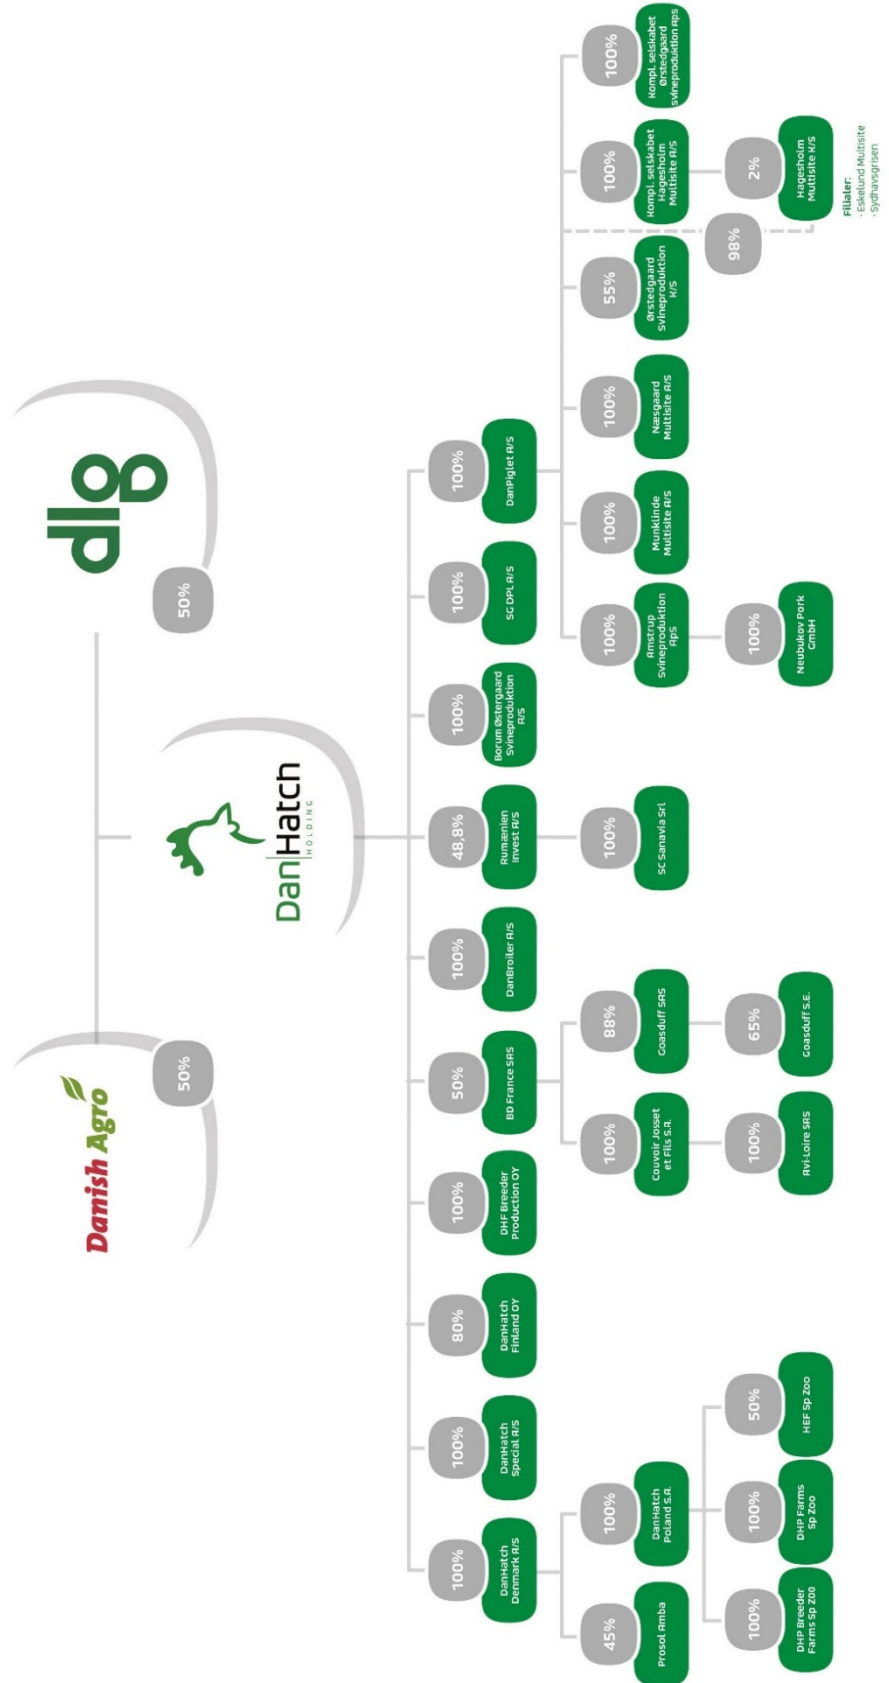 Danish Agro
50%
dlg
50%
Dan|Hatch
HOLDING
100%
DanHatch
Denmark A/S
100%
DanHatch
Special A/S
80%
DanHatch
Finland OY
100%
DHF Breeder
Production OY
50%
BD France SAS
100%
DanBroiler A/S
48,8%
Rumænien
Invest A/S
100%
Borum Østergaard
Svineproduktion
A/S
100%
SG DPL A/S
100%
DanPiglet A/S
45%
Prosol Amba
100%
DanHatch
Poland S.A.
100%
Couvoir Josset
et Fils S.A.
88%
Goasduff SAS
100%
SC Sanavia Srl
100%
Amstrup
Svineproduktion
ApS
100%
Munklinde
Multisite A/S
100%
Næsgaard
Multisite A/S
55%
Ørstedgaard
Svineproduktion
K/S
100%
Kompl. selskabet
Hagesholm
Multisite A/S
100%
Kompl. selskabet
Ørstedgaard
svineproduktion Aps
100%
DHP Breeder
Farms Sp Zoo
100%
DHP Farms
Sp Zoo
50%
HEF Sp Zoo
100%
Avi-Loire SAS
65%
Goasduff S.E.
100%
Neubukov Pork
GmbH
98%
2%
Hagesholm
Multisite K/S
Filialer:
- Eskelund Multisite
- Sydhavsgrisen